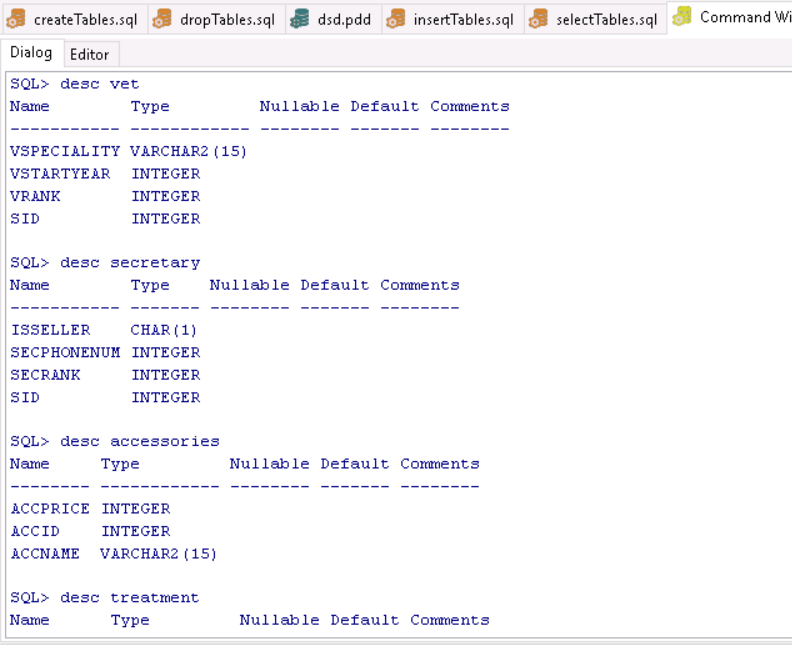 createTables.sql dropTables.sql dsd.pdd insertTables.sql selectTables.sql Command Wi
Dialog Editor
SQL> desc vet
Name        Type         Nullable Default Comments
----------- ------------ -------- ------- --------
VSPECIALITY VARCHAR2(15)
VSTARTYEAR  INTEGER
VRANK       INTEGER
SID         INTEGER
SQL> desc secretary
Name        Type    Nullable Default Comments
----------- ------- -------- ------- --------
ISSELLER    CHAR(1)
SECPHONENUM INTEGER
SECRANK     INTEGER
SID         INTEGER
SQL> desc accessories
Name     Type         Nullable Default Comments
-------- ------------ -------- ------- --------
ACCPRICE INTEGER
ACCID    INTEGER
ACCNAME  VARCHAR2(15)
SQL> desc treatment
Name      Type         Nullable Default Comments